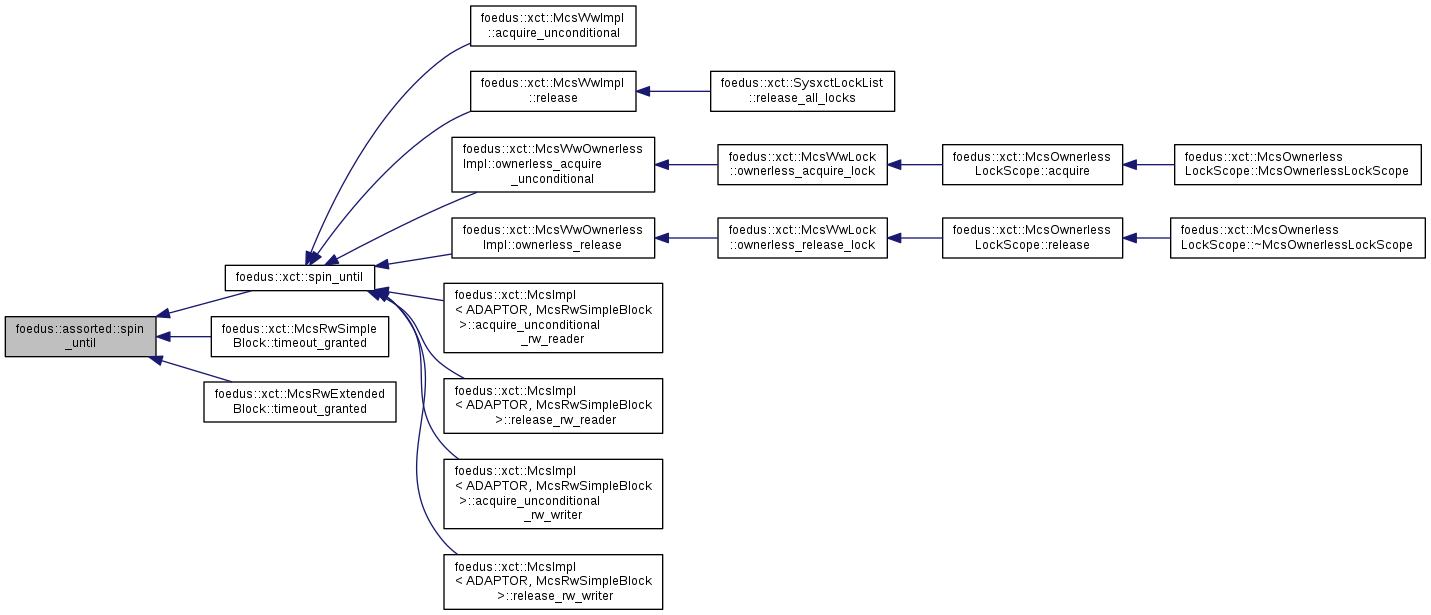 foedus::assorted::spin
_until
foedus::xct::spin_until
foedus::xct::McsRwSimple
Block::timeout_granted
foedus::xct::McsRwExtended
Block::timeout_granted
foedus::xct::McsWwImpl
::acquire_unconditional
foedus::xct::McsWwImpl
::release
foedus::xct::SysxctLockList
::release_all_locks
foedus::xct::McsWwOwnerless
Impl::ownerless_acquire
_unconditional
foedus::xct::McsWwLock
::ownerless_acquire_lock
foedus::xct::McsOwnerless
LockScope::acquire
foedus::xct::McsOwnerless
LockScope::McsOwnerlessLockScope
foedus::xct::McsWwOwnerless
Impl::ownerless_release
foedus::xct::McsWwLock
::ownerless_release_lock
foedus::xct::McsOwnerless
LockScope::release
foedus::xct::McsOwnerless
LockScope::~McsOwnerlessLockScope
foedus::xct::McsImpl
< ADAPTOR, McsRwSimpleBlock
>::acquire_unconditional
_rw_reader
foedus::xct::McsImpl
< ADAPTOR, McsRwSimpleBlock
>::release_rw_reader
foedus::xct::McsImpl
< ADAPTOR, McsRwSimpleBlock
>::acquire_unconditional
_rw_writer
foedus::xct::McsImpl
< ADAPTOR, McsRwSimpleBlock
>::release_rw_writer